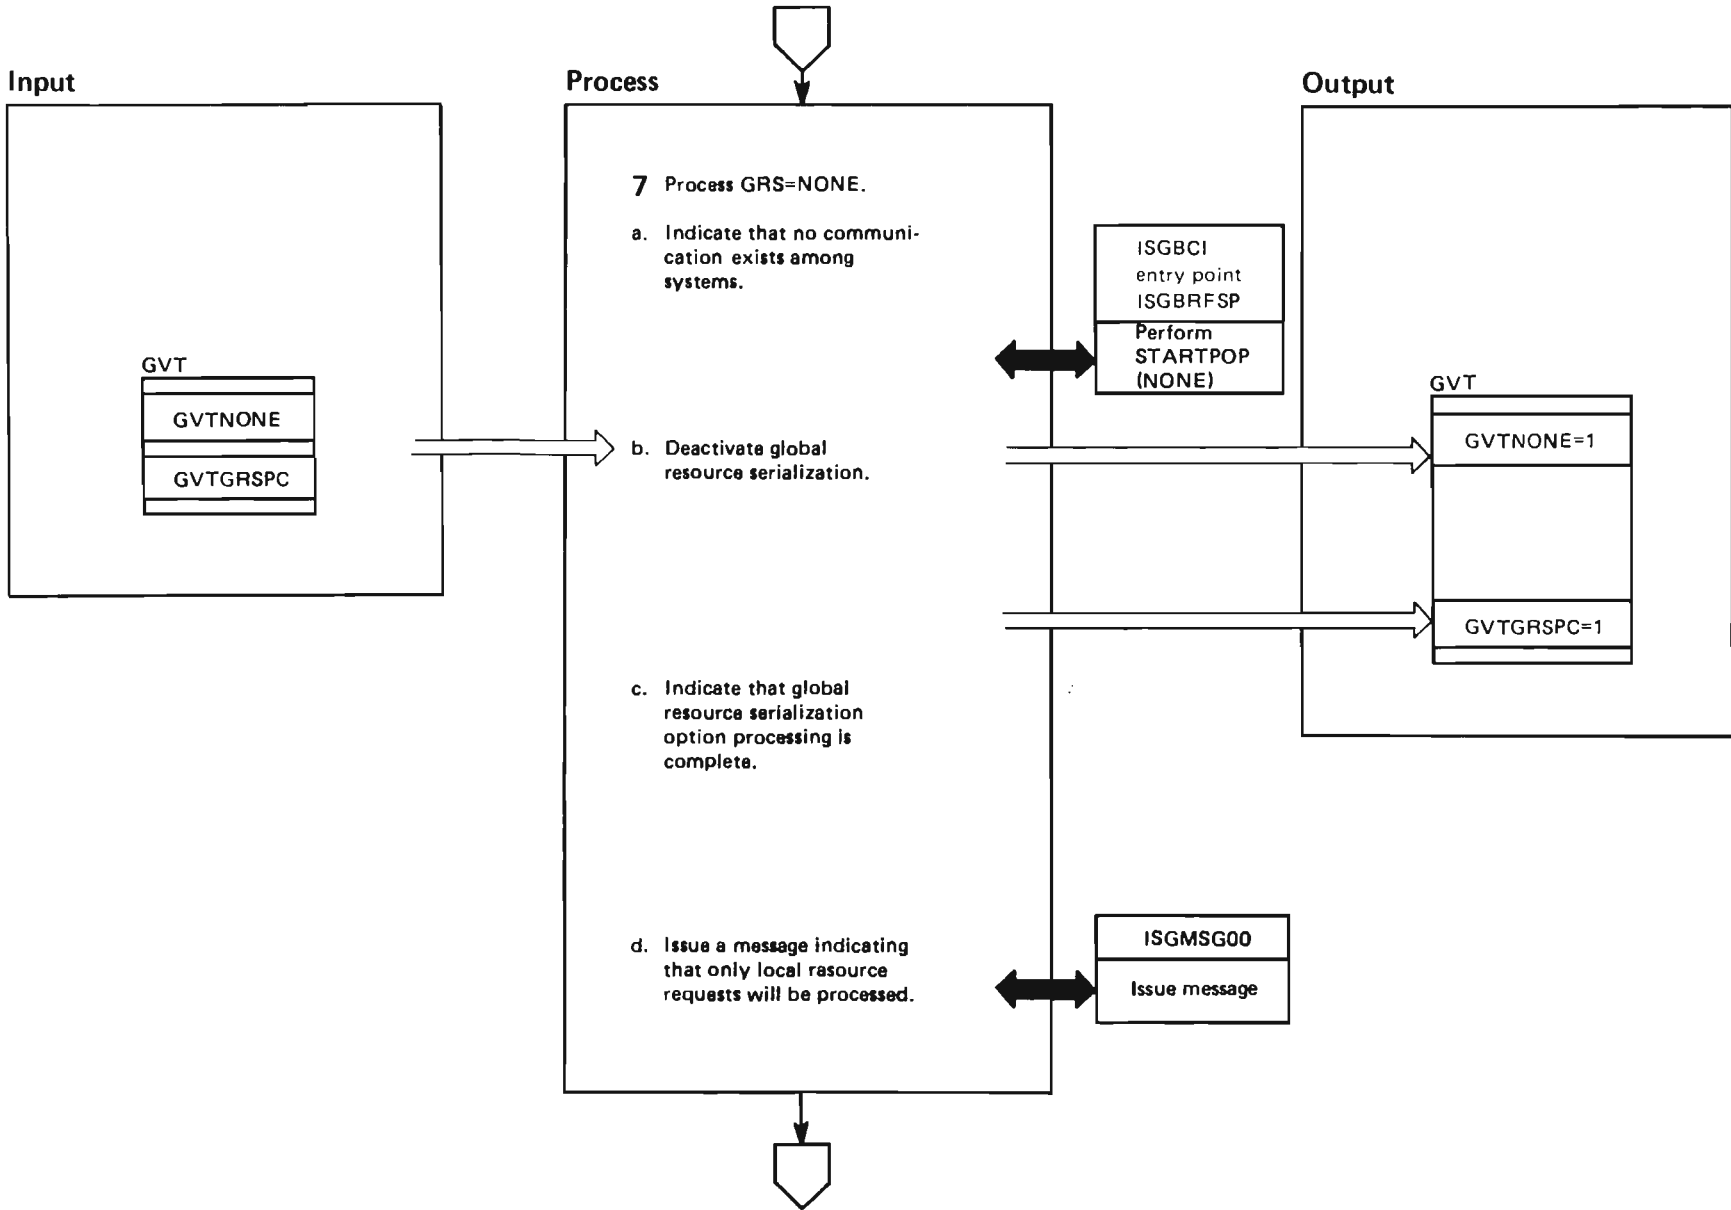 Input
Process
Output
7 Process GRS=NONE.
a. Indicate that no communi-
cation exists among
systems.
ISGBCI
entry point
ISGBRFSP
Perform
STARTPOP
(NONE)
GVT
GVTNONE
GVTGRSPC
b. Deactivate global
resource serialization.
GVT
GVTNONE=1
GVTGRSPC=1
c. Indicate that global
resource serialization
option processing is
complete.
d. Issue a message indicating
that only local resource
requests will be processed.
ISGMSG00
Issue message